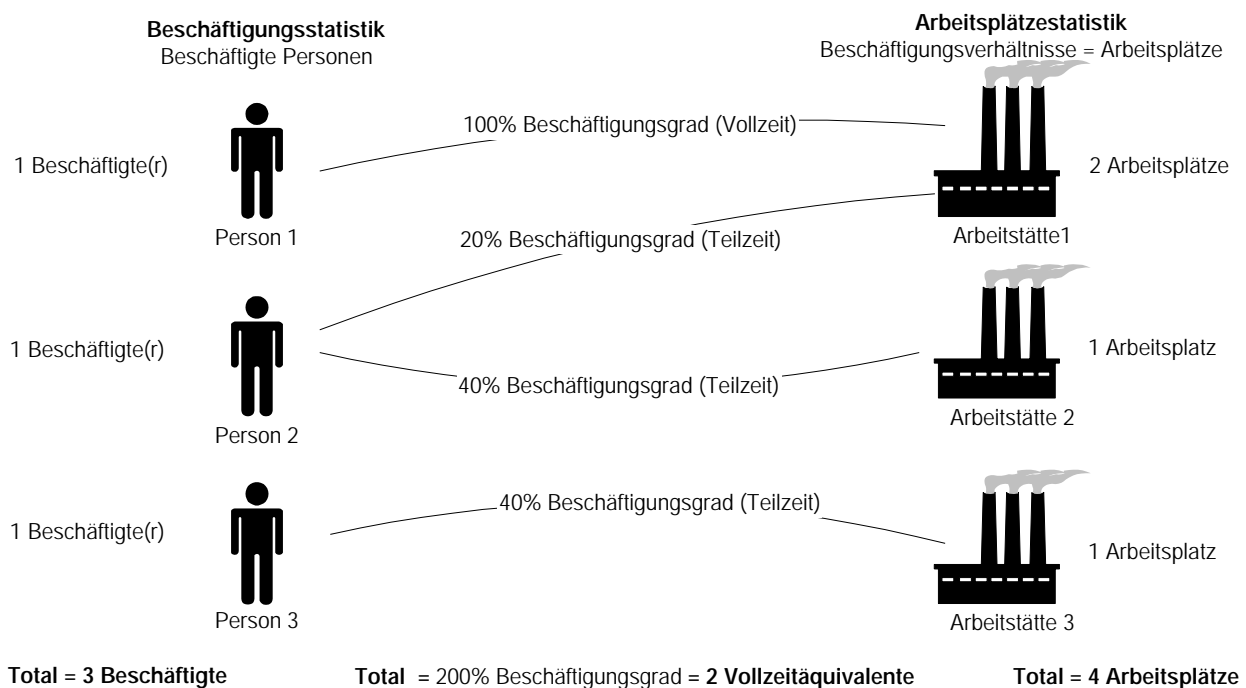 Beschäftigungsstatistik
Beschäftigte Personen
Arbeitsplätzestatistik
Beschäftigungsverhältnisse = Arbeitsplätze
1 Beschäftigte(r)
100% Beschäftigungsgrad (Vollzeit)
2 Arbeitsplätze
Person 1
20% Beschäftigungsgrad (Teilzeit)
Arbeitstätte1
1 Beschäftigte(r)
1 Arbeitsplatz
40% Beschäftigungsgrad (Teilzeit)
Person 2
Arbeitstätte 2
40% Beschäftigungsgrad (Teilzeit)
1 Beschäftigte(r)
1 Arbeitsplatz
Person 3
Arbeitstätte 3
Total = 3 Beschäftigte
Total = 200% Beschäftigungsgrad = 2 Vollzeitäquivalente
Total = 4 Arbeitsplätze